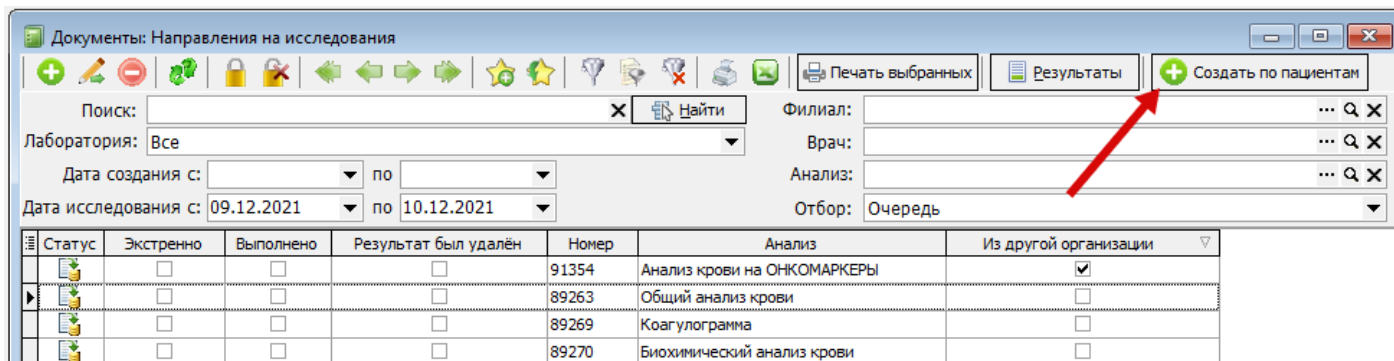 Документы: Направления на исследования
Печать выбранных Результаты Создать по пациентам
Поиск: Найти Филиал:
Лаборатория: Все Врач:
Дата создания с: по Анализ:
Дата исследования с: 09.12.2021 по 10.12.2021 Отбор: Очередь
Статус Экстренно Выполнено Результат был удалён Номер Анализ Из другой организации
91354 Анализ крови на ОНКОМАРКЕРЫ
89263 Общий анализ крови
89269 Коагулограмма
89270 Биохимический анализ крови